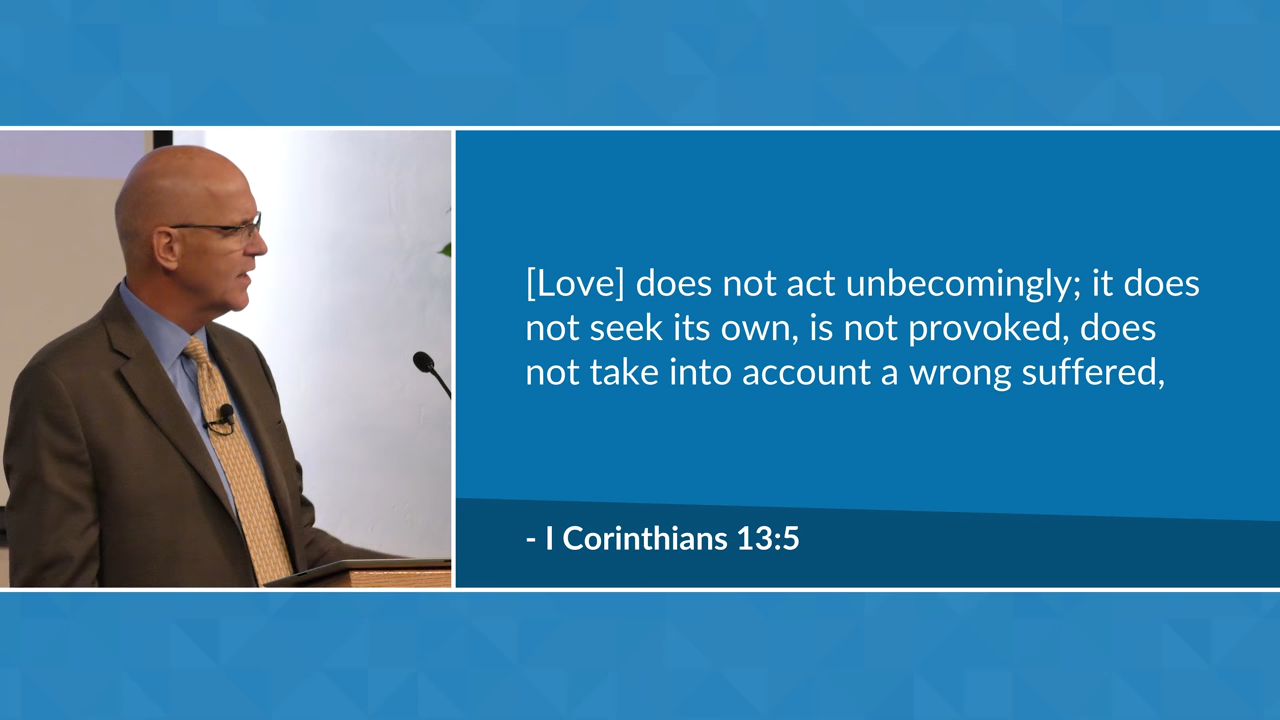 [Love] does not act unbecomingly; it does
not seek its own, is not provoked, does
not take into account a wrong suffered,
- I Corinthians 13:5